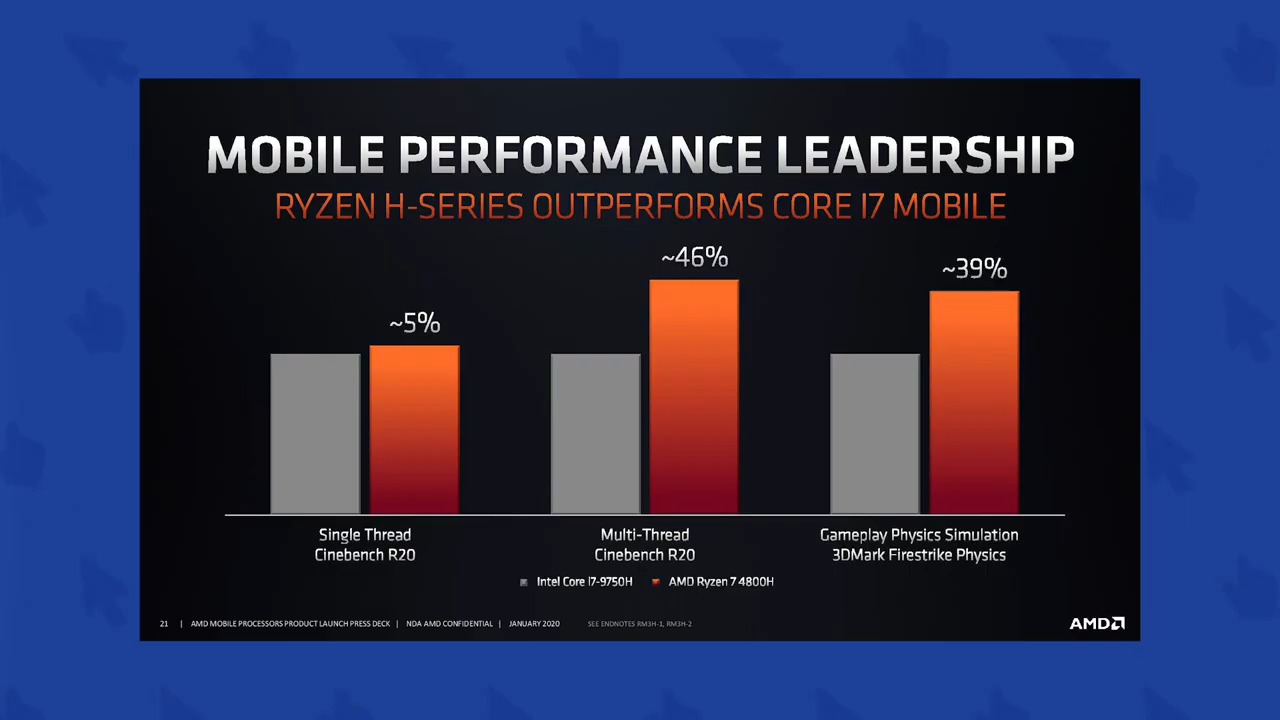 MOBILE PERFORMANCE LEADERSHIP
RYZEN H-SERIES OUTPERFORMS CORE I7 MOBILE
~5%
~46%
~39%
Single Thread
Cinebench R20
Multi-Thread
Cinebench R20
Gameplay Physics Simulation
3DMark Firestrike Physics
Intel Core i7-9750H
AMD Ryzen 7 4800H
21 | AMD MOBILE PROCESSORS PRODUCT LAUNCH PRESS DECK | NDA AMD CONFIDENTIAL | JANUARY 2020 SEE ENDNOTES RM3H-1, RM3H-2
AMD